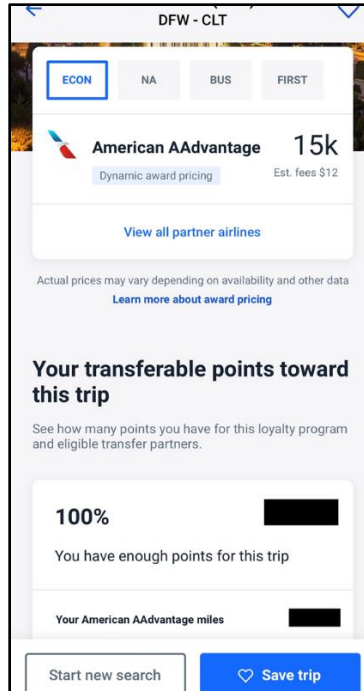 DFW - CLT
ECON NA BUS FIRST
American AAdvantage 15k
Dynamic award pricing Est. fees $12
View all partner airlines
Actual prices may vary depending on availability and other data
Learn more about award pricing
Your transferable points toward
this trip
See how many points you have for this loyalty program
and eligible transfer partners.
100%
You have enough points for this trip
Your American AAdvantage miles
Start new search Save trip